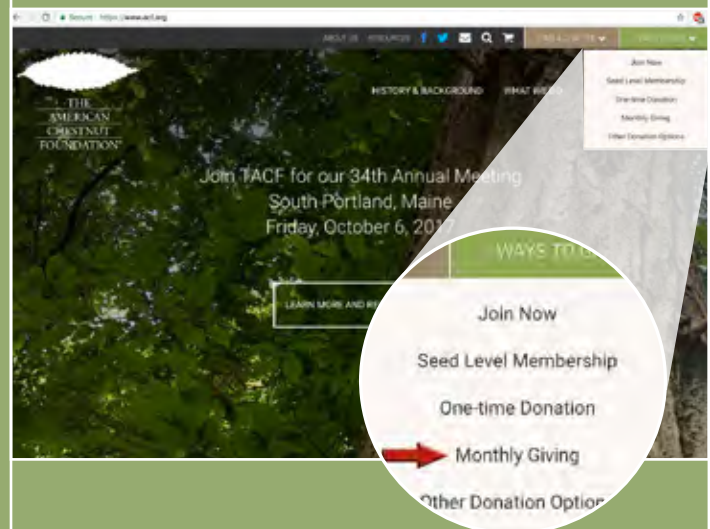 Secure https://www.acf.org
ABOUT US RESOURCES
THE
AMERICAN
CHESTNUT
FOUNDATION
HISTORY & BACKGROUND WHAT WE DO
Join Now
Seed Level Membership
One-time Donation
Monthly Giving
Other Donation Options
Join TACF for our 34th Annual Meeting
South Portland, Maine
Friday, October 6, 2017
LEARN MORE AND RE
WAYS TO G
Join Now
Seed Level Membership
One-time Donation
Monthly Giving
Other Donation Option